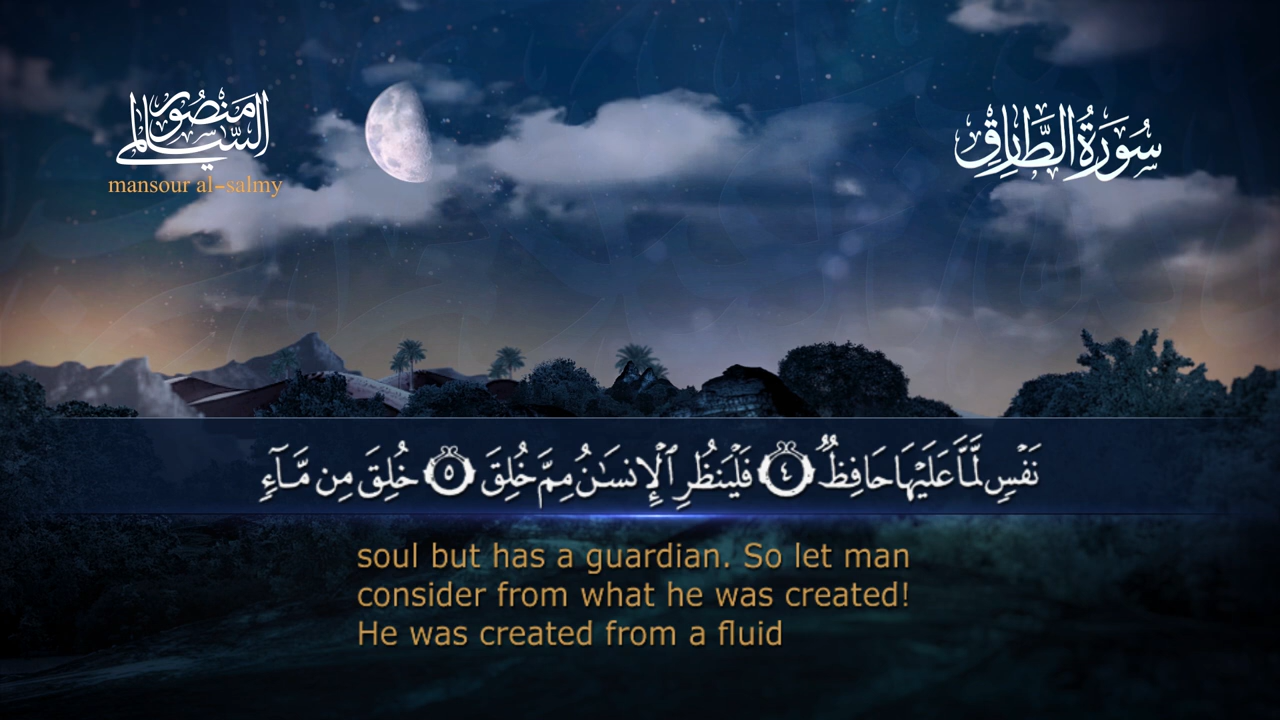 منصور السالمي
mansour al-salmy
سُورَةُ الطَّارِقِ
نَفْسٍ لَّمَّا عَلَيْهَا حَافِظٌ ٤ فَلْيَنظُرِ ٱلْإِنسَـٰنُ مِمَّ خُلِقَ ٥ خُلِقَ مِن مَّآءٍ
soul but has a guardian. So let man
consider from what he was created!
He was created from a fluid